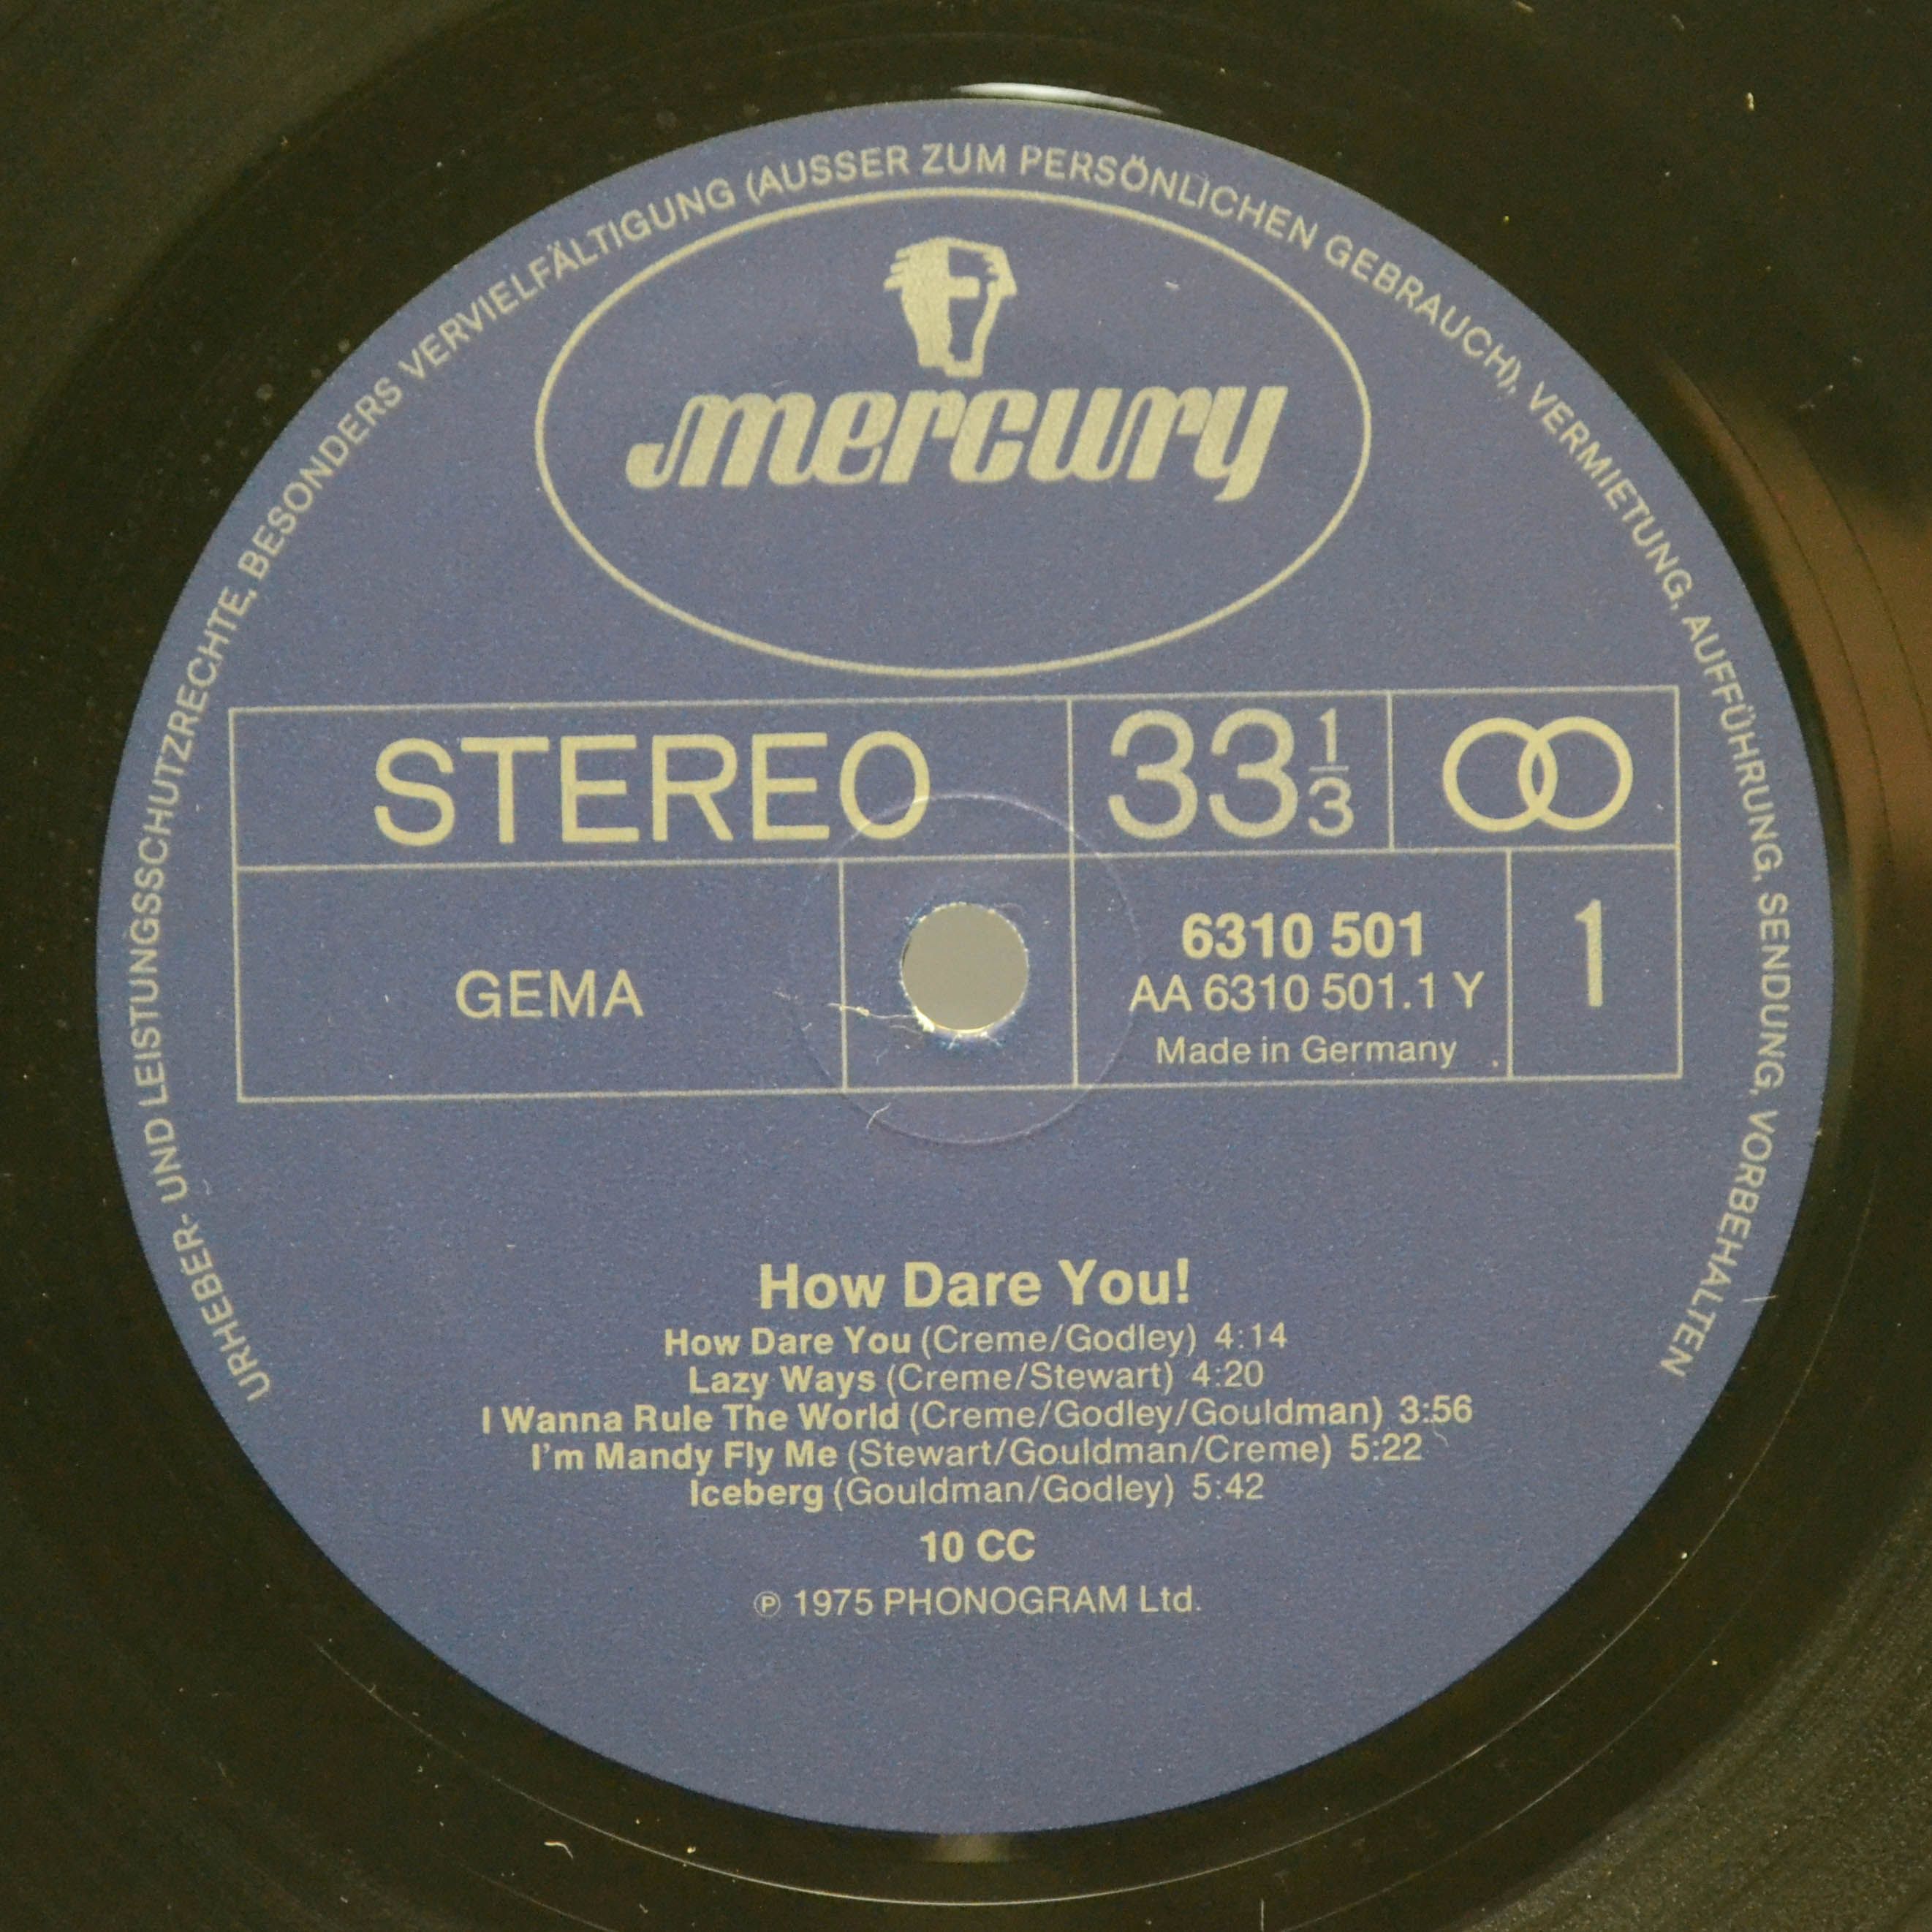 URHEBER- UND LEISTUNGSSCHUTZRECHTE, BESONDERS VERVIELFÄLTIGUNG (AUSSER ZUM PERSÖNLICHEN GEBRAUCH), VERMIETUNG, AUFFÜHRUNG, SENDUNG, VORBEHALTEN
mercury
STEREO
33 1/3
GEMA
6310 501
AA 6310 501.1 Y
Made in Germany
1
How Dare You!
How Dare You (Creme/Godley) 4:14
Lazy Ways (Creme/Stewart) 4:20
I Wanna Rule The World (Creme/Godley/Gouldman) 3:56
I'm Mandy Fly Me (Stewart/Gouldman/Creme) 5:22
Iceberg (Gouldman/Godley) 5:42
10 CC
℗ 1975 PHONOGRAM Ltd.